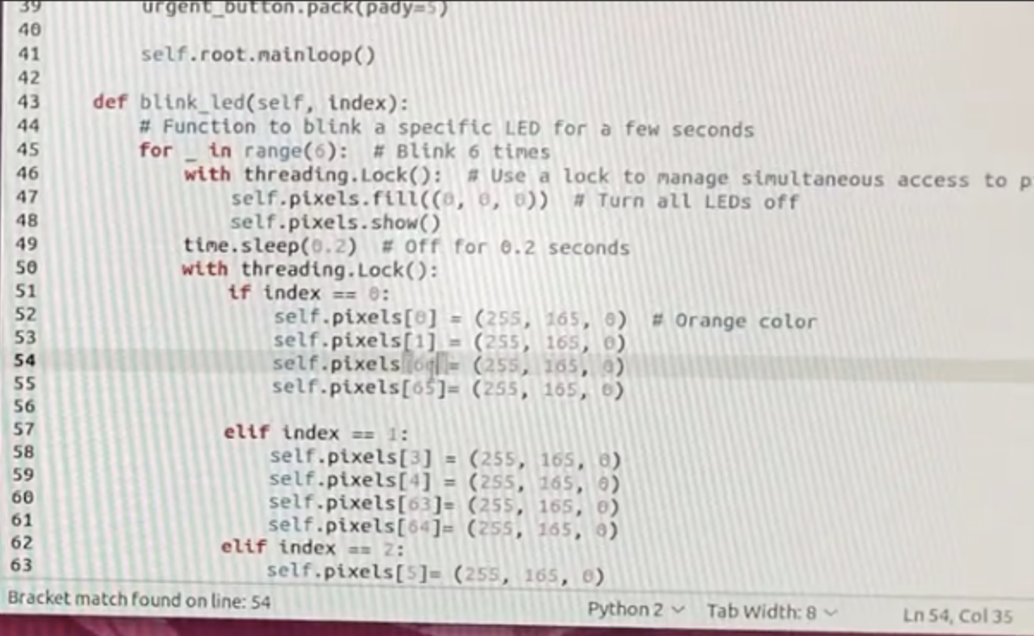 39 urgent_button.pack(pady=5)
40
41 self.root.mainloop()
42
43 def blink_led(self, index):
44 # Function to blink a specific LED for a few seconds
45 for _ in range(6): # Blink 6 times
46 with threading.Lock(): # Use a lock to manage simultaneous access to p
47 self.pixels.fill((0, 0, 0)) # Turn all LEDs off
48 self.pixels.show()
49 time.sleep(0.2) # Off for 0.2 seconds
50 with threading.Lock():
51 if index == 0:
52 self.pixels[0] = (255, 165, 0) # Orange color
53 self.pixels[1] = (255, 165, 0)
54 self.pixels = (255, 165, 0)
55 self.pixels[65]= (255, 165, 0)
56
57 elif index == 1:
58 self.pixels[3] = (255, 165, 0)
59 self.pixels[4] = (255, 165, 0)
60 self.pixels[63]= (255, 165, 0)
61 self.pixels[64]= (255, 165, 0)
62 elif index == 2:
63 self.pixels[5]= (255, 165, 0)
Bracket match found on line: 54 Python 2 Tab Width: 8 Ln 54, Col 35